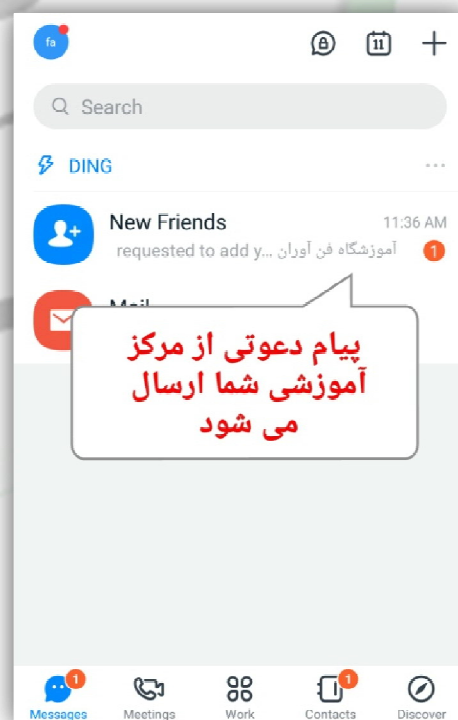 fa
11
Search
DING
New Friends
11:36 AM
آموزشگاه فن آوران requested to add y...
1
پیام دعوتی از مرکز
آموزشی شما ارسال
می شود
1
1
Messages
Meetings
Work
Contacts
Discover